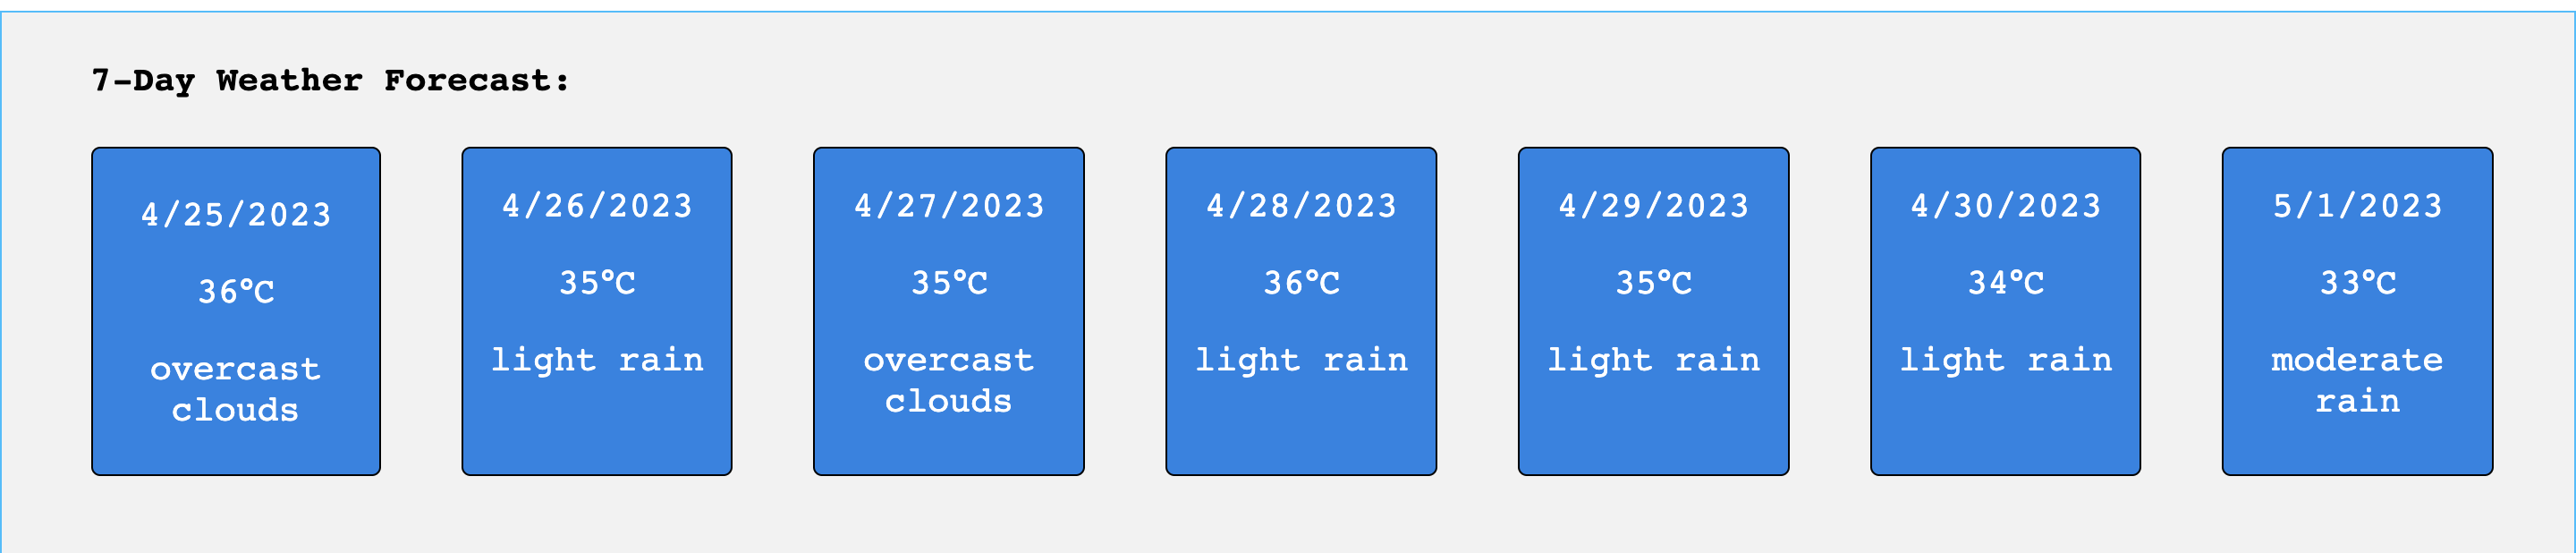 7-Day Weather Forecast:
4/25/2023
36°C
overcast
clouds
4/26/2023
35°C
light rain
4/27/2023
35°C
overcast
clouds
4/28/2023
36°C
light rain
4/29/2023
35°C
light rain
4/30/2023
34°C
light rain
5/1/2023
33°C
moderate
rain